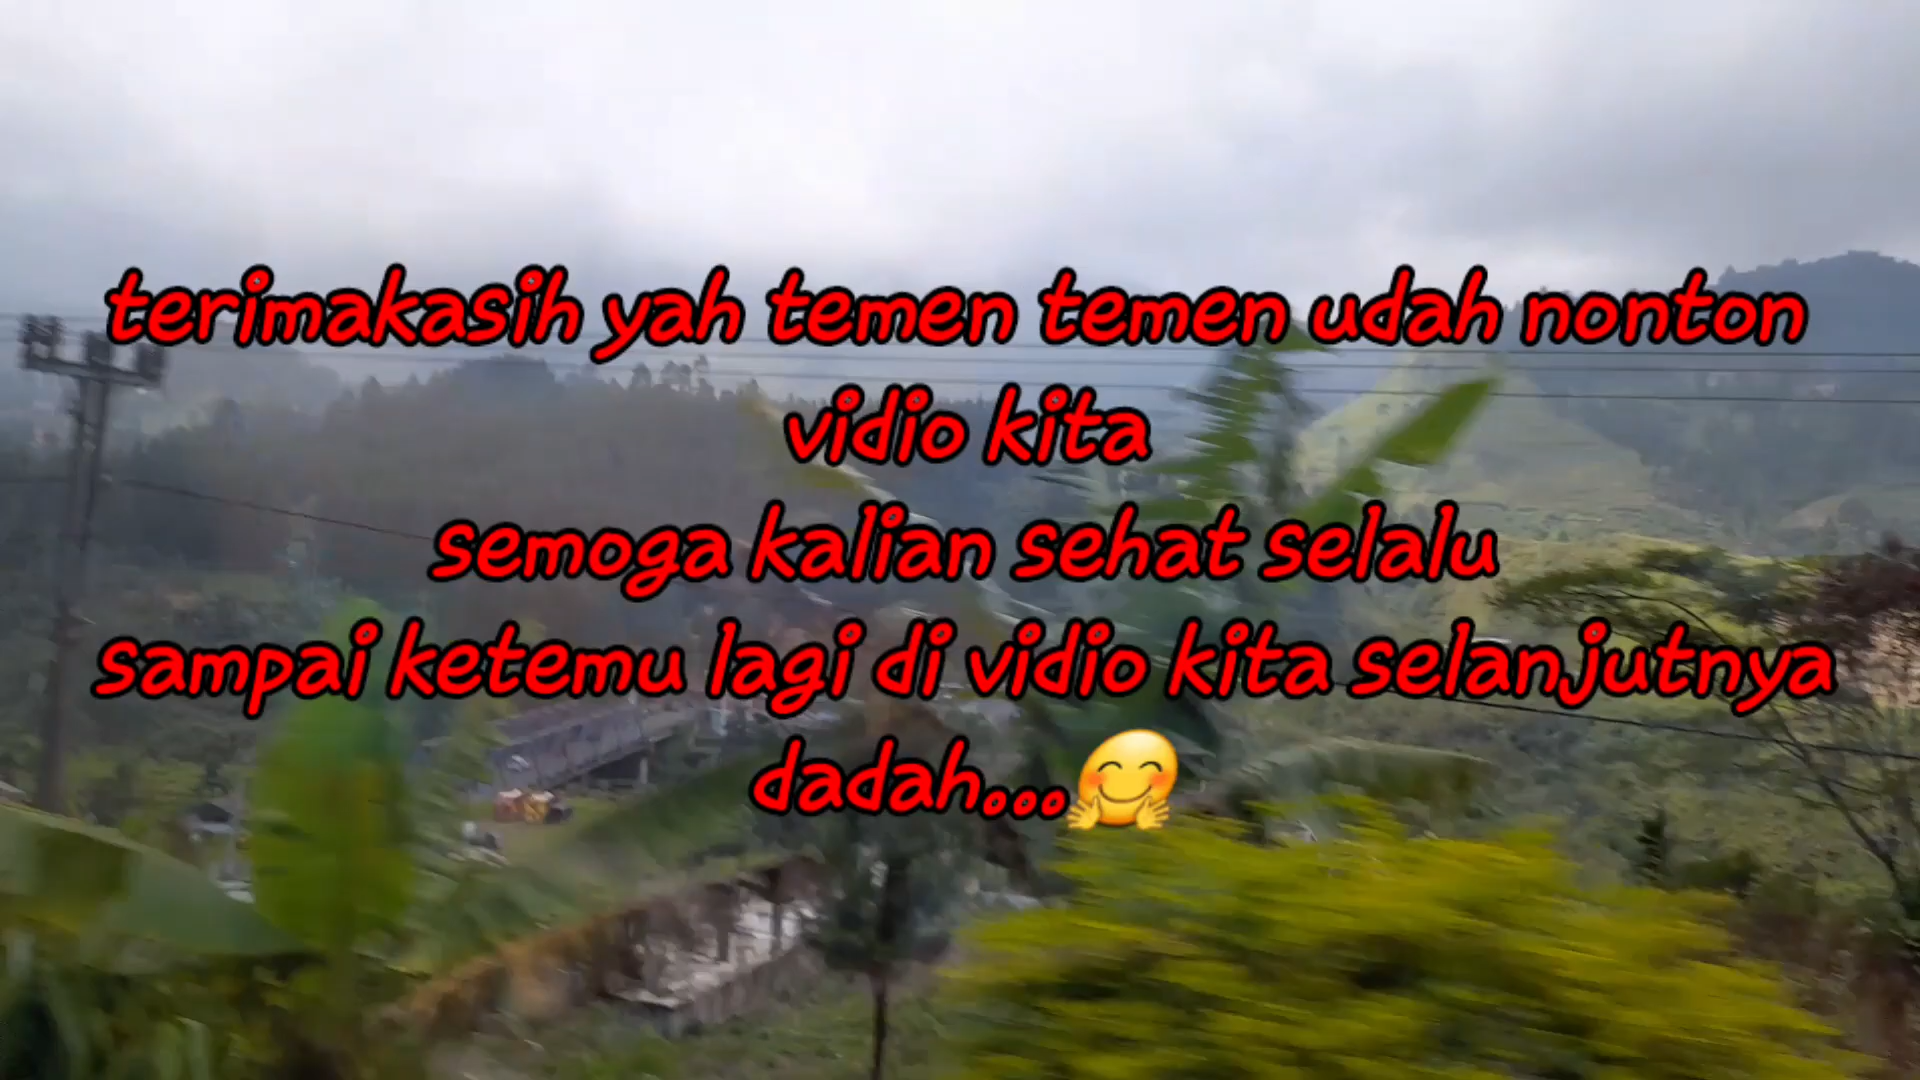 terimakasih yah temen temen udah nonton
vidio kita
semoga kalian sehat selalu
sampai ketemu lagi di vidio kita selanjutnya
dadah...🤗